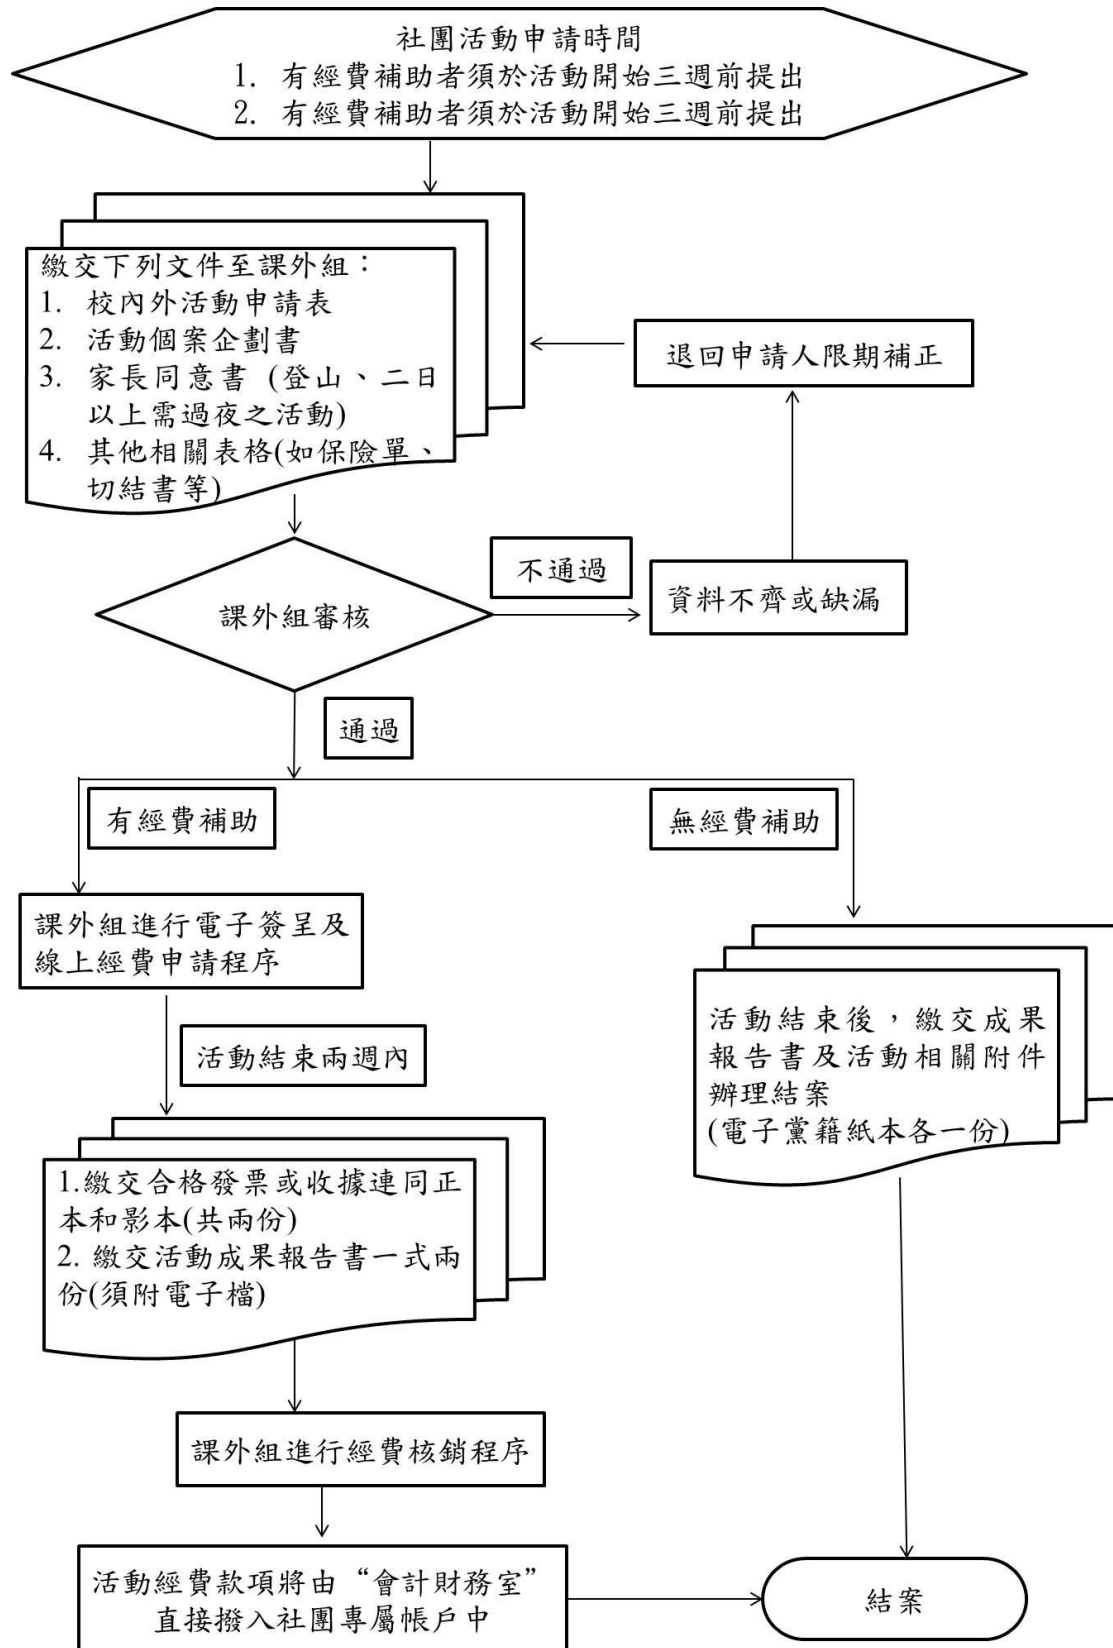 社團活動申請時間
1. 有經費補助者須於活動開始三週前提出
2. 有經費補助者須於活動開始三週前提出
繳交下列文件至課外組：
1. 校內外活動申請表
2. 活動個案企劃書
3. 家長同意書 (登山、二日
以上需過夜之活動)
4. 其他相關表格(如保險單、
切結書等)
退回申請人限期補正
課外組審核
不通過
資料不齊或缺漏
通過
有經費補助
無經費補助
課外組進行電子簽呈及
線上經費申請程序
活動結束兩週內
活動結束後，繳交成果
報告書及活動相關附件
辦理結案
(電子黨籍紙本各一份)
1.繳交合格發票或收據連同正
本和影本(共兩份)
2. 繳交活動成果報告書一式兩
份(須附電子檔)
課外組進行經費核銷程序
活動經費款項將由“會計財務室”
直接撥入社團專屬帳戶中
結案